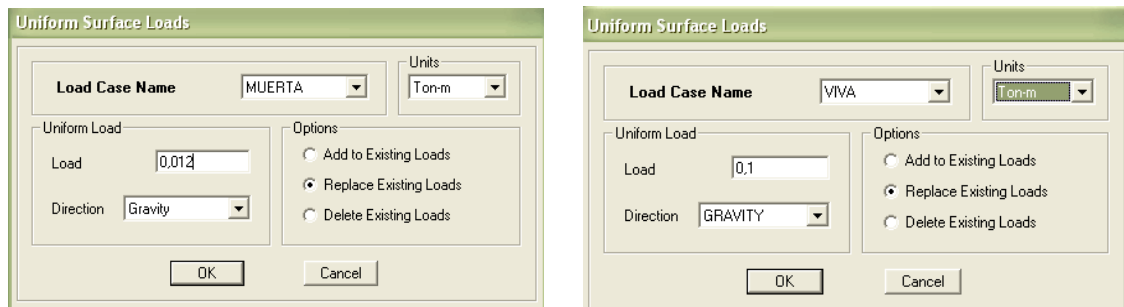 Uniform Surface Loads
Load Case Name MUERTA
Units
Ton-m
Uniform Load
Load 0,012
Direction Gravity
Options
Add to Existing Loads
Replace Existing Loads
Delete Existing Loads
OK Cancel
Uniform Surface Loads
Load Case Name VIVA
Units
Ton-m
Uniform Load
Load 0,1
Direction GRAVITY
Options
Add to Existing Loads
Replace Existing Loads
Delete Existing Loads
OK Cancel